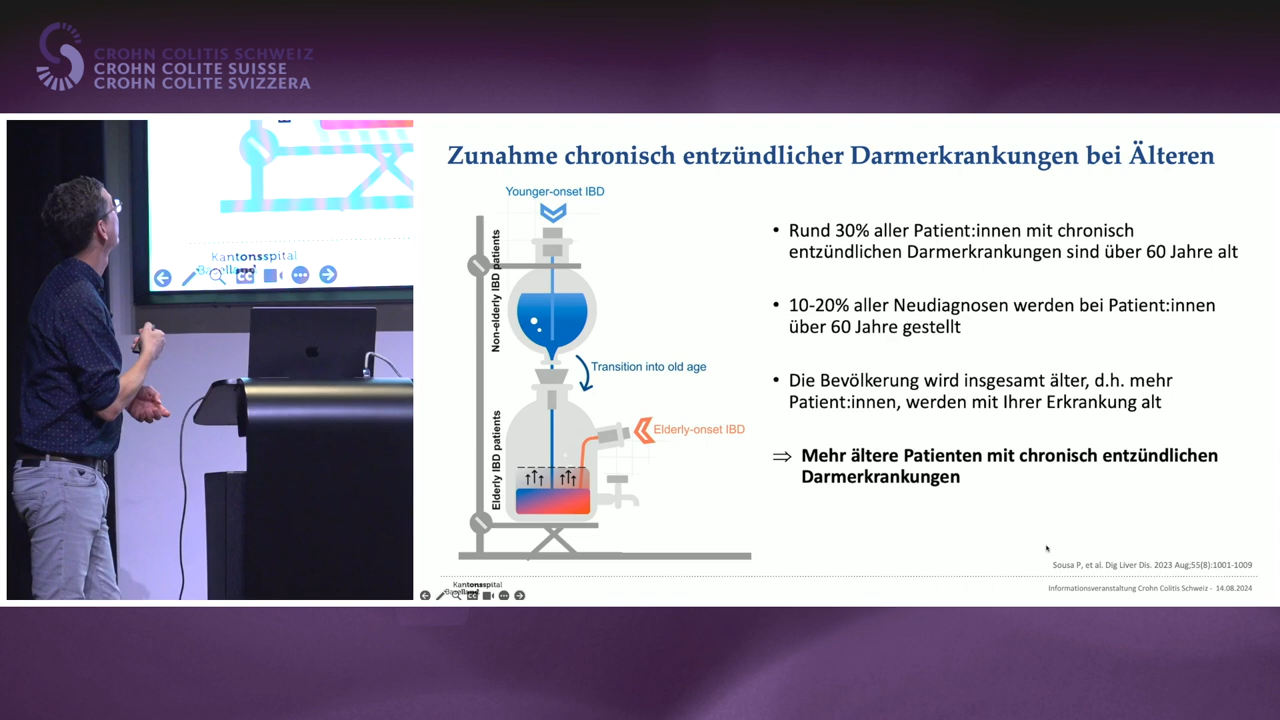 CROHN COLITIS SCHWEIZ
CROHN COLITE SUISSE
CROHN COLITE SVIZZERA
Kantonsspital
Baselland
Zunahme chronisch entzündlicher Darmerkrankungen bei Älteren
Younger-onset IBD
Non-elderly IBD patients
Transition into old age
Elderly IBD patients
Elderly-onset IBD
• Rund 30% aller Patient:innen mit chronisch
entzündlichen Darmerkrankungen sind über 60 Jahre alt
• 10-20% aller Neudiagnosen werden bei Patient:innen
über 60 Jahre gestellt
• Die Bevölkerung wird insgesamt älter, d.h. mehr
Patient:innen, werden mit Ihrer Erkrankung alt
⇒ Mehr ältere Patienten mit chronisch entzündlichen
Darmerkrankungen
Sousa P, et al. Dig Liver Dis. 2023 Aug;55(8):1001-1009
Kantonsspital
Baselland
Informationsveranstaltung Crohn Colitis Schweiz - 14.08.2024